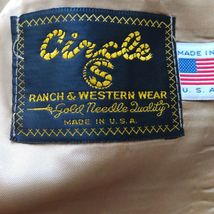 Circle
S
RANCH & WESTERN WEAR
Gold Needle Quality
MADE IN U.S.A.
MADE IN
U.S.A.